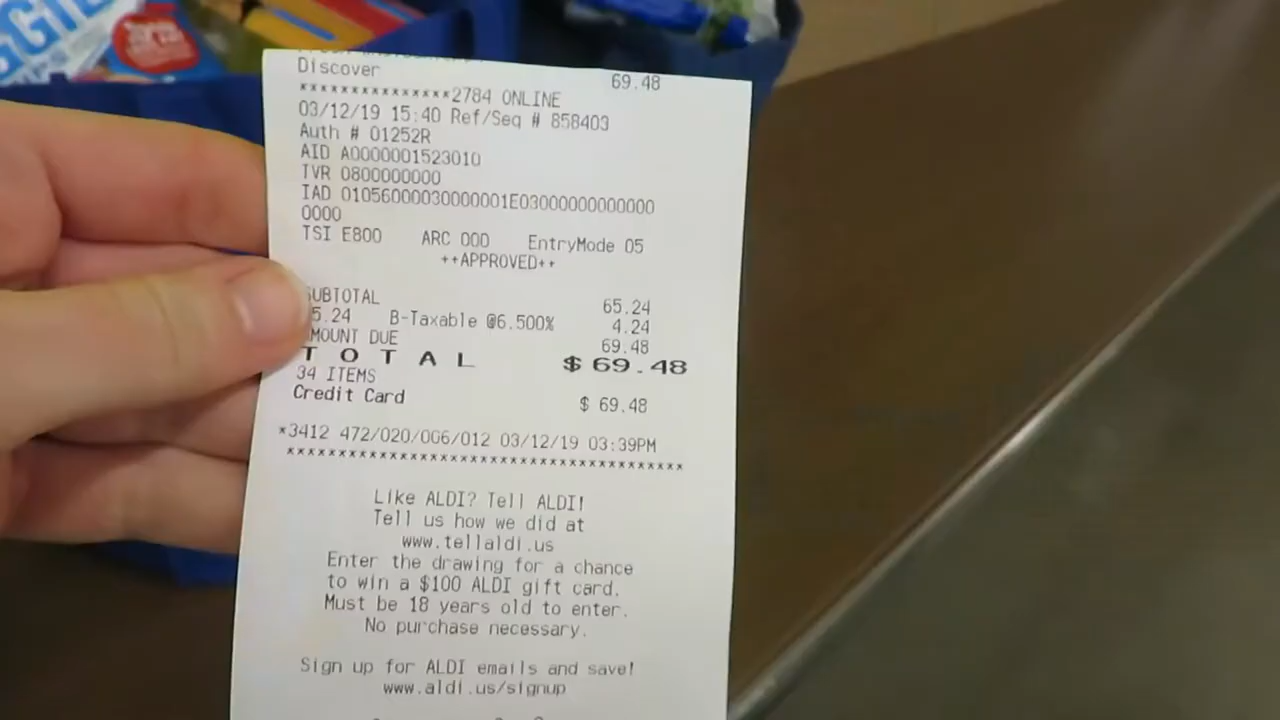 Discover 69.48
***************2784 ONLINE
03/12/19 15:40 Ref/Seq # 858403
Auth # 01252R
AID A0000001523010
TVR 0800000000
IAD 01056000030000001E03000000000000
0000
TSI E800 ARC 000 EntryMode 05
++APPROVED++
SUBTOTAL 65.24
5.24 B-Taxable @6.500% 4.24
AMOUNT DUE 69.48
TOTAL $69.48
34 ITEMS
Credit Card $ 69.48
*3412 472/020/006/012 03/12/19 03:39PM
***************************************
Like ALDI? Tell ALDI!
Tell us how we did at
www.tellaldi.us
Enter the drawing for a chance
to win a $100 ALDI gift card.
Must be 18 years old to enter.
No purchase necessary.
Sign up for ALDI emails and save!
www.aldi.us/signup